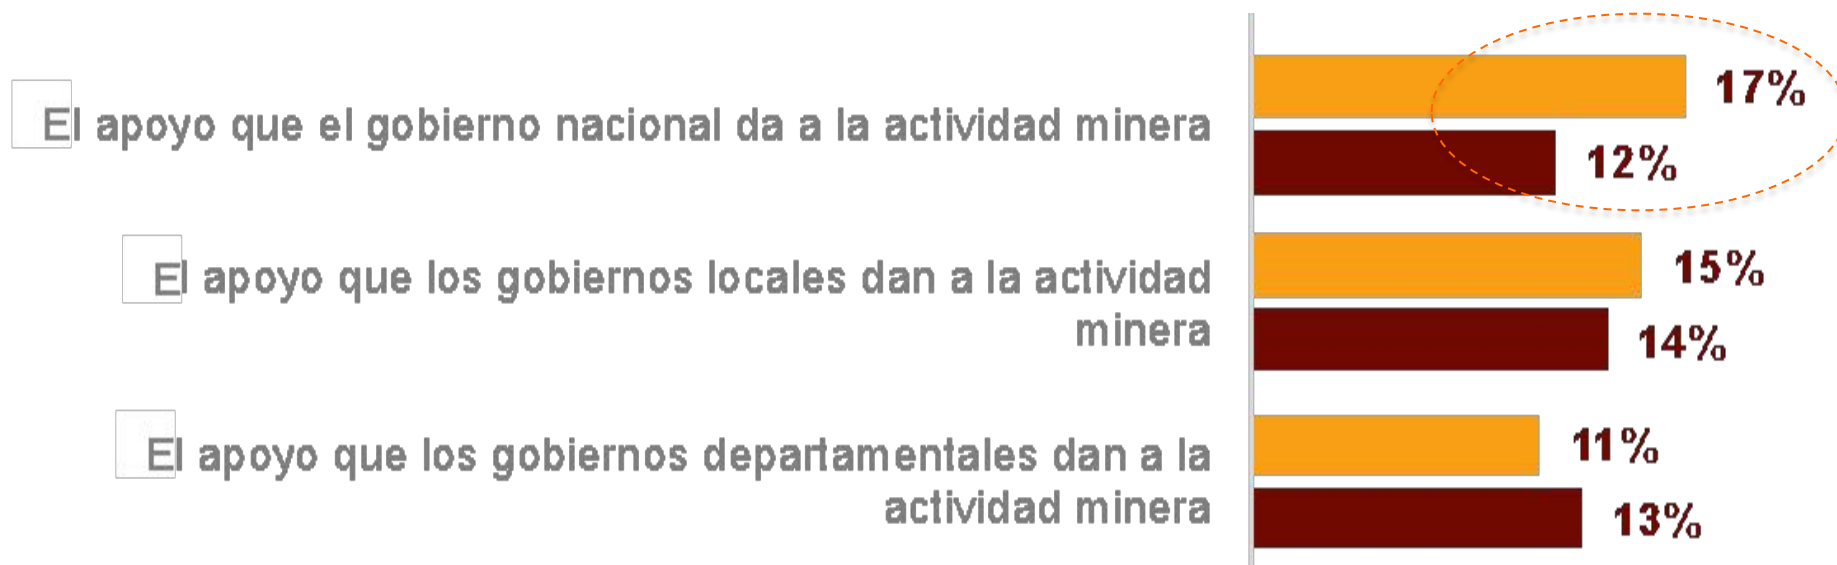 El apoyo que el gobierno nacional da a la actividad minera
17%
12%
El apoyo que los gobiernos locales dan a la actividad
minera
15%
14%
El apoyo que los gobiernos departamentales dan a la
actividad minera
11%
13%